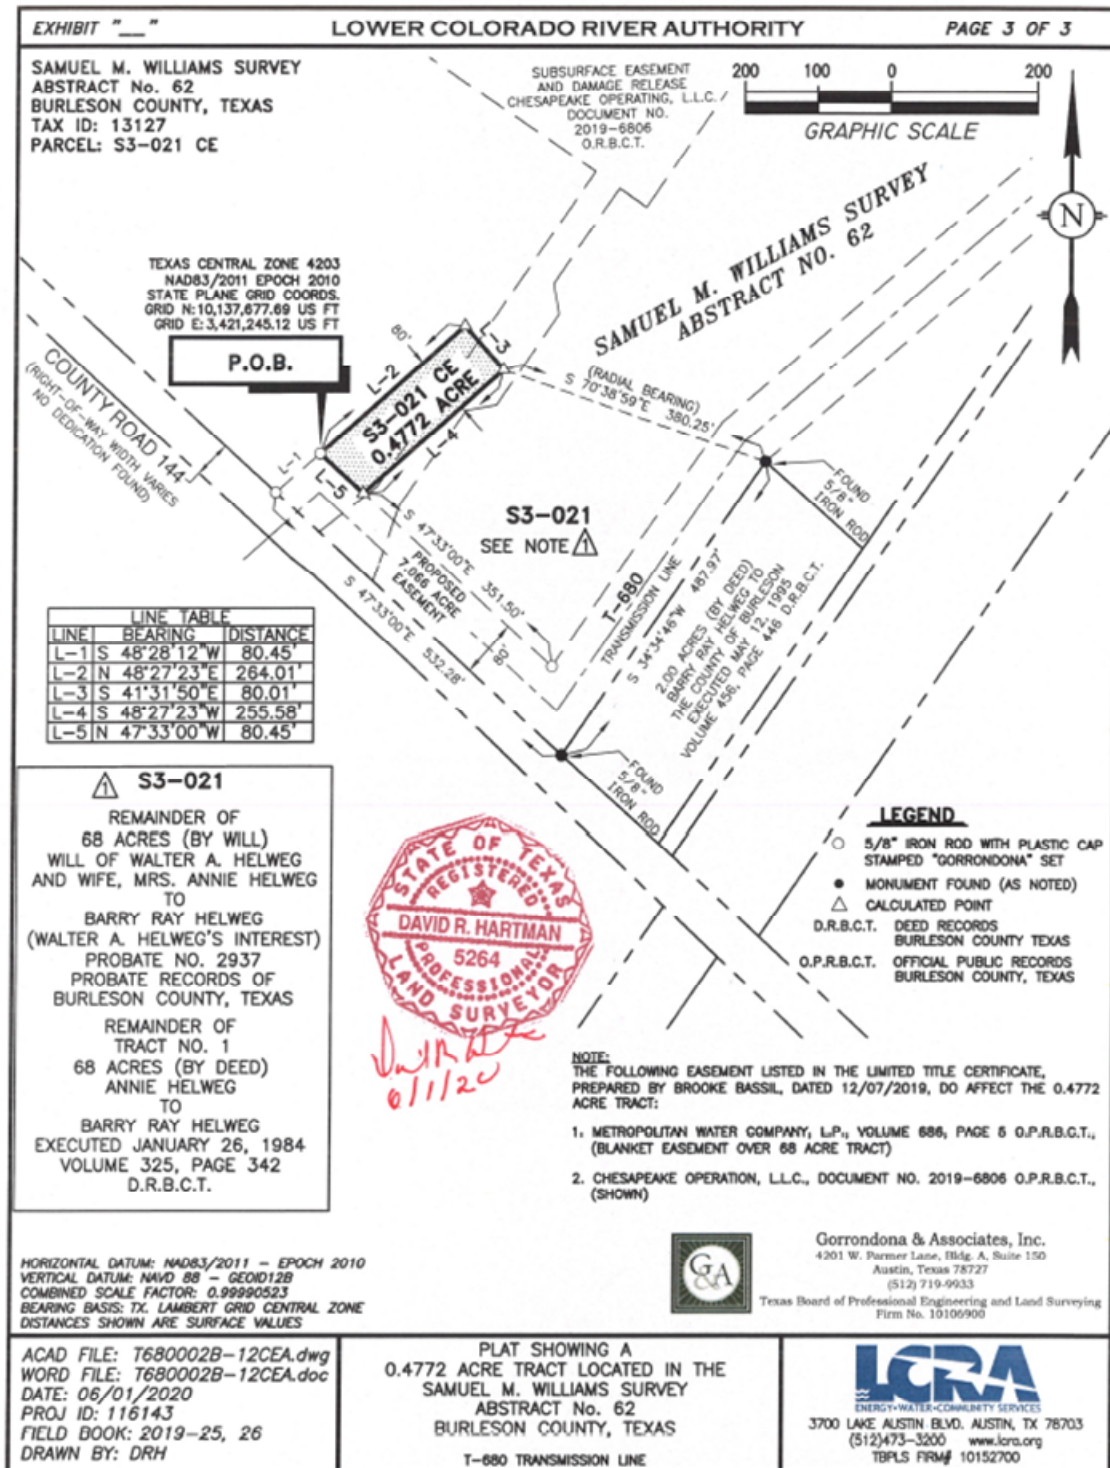 EXHIBIT "__"
LOWER COLORADO RIVER AUTHORITY
PAGE 3 OF 3
SAMUEL M. WILLIAMS SURVEY
ABSTRACT No. 62
BURLESON COUNTY, TEXAS
TAX ID: 13127
PARCEL: S3-021 CE
SUBSURFACE EASEMENT
AND DAMAGE RELEASE
CHESAPEAKE OPERATING, L.L.C.
DOCUMENT NO.
2019-6806
O.R.B.C.T.
200 100 0 200
GRAPHIC SCALE
N
SAMUEL M. WILLIAMS SURVEY
ABSTRACT NO. 62
TEXAS CENTRAL ZONE 4203
NAD83/2011 EPOCH 2010
STATE PLANE GRID COORDS.
GRID N:10,137,677.69 US FT
GRID E:3,421,245.12 US FT
P.O.B.
COUNTY ROAD 144
(RIGHT-OF-WAY WIDTH VARIES
NO DEDICATION FOUND)
80'
L-2
L-3
S3-021 CE
0.4772 ACRE
L-4
L-1
L-5
(RADIAL BEARING)
S 70°38'59"E 380.25'
FOUND
5/8"
IRON ROD
S3-021
SEE NOTE 1
S 47°33'00"E 351.50'
PROPOSED
7.066 ACRE
EASEMENT
S 47°33'00"E 532.28'
80'
T-680
TRANSMISSION LINE
S 34°34'46"W 487.97'
2.00 ACRES (BY DEED)
BARRY RAY HELWEG TO
THE COUNTY OF BURLESON
EXECUTED MAY 12, 1995
VOLUME 456, PAGE 446 D.R.B.C.T.
FOUND
5/8"
IRON ROD
LINE TABLE
LINE BEARING DISTANCE
L-1 S 48°28'12"W 80.45'
L-2 N 48°27'23"E 264.01'
L-3 S 41°31'50"E 80.01'
L-4 S 48°27'23"W 255.58'
L-5 N 47°33'00"W 80.45'
1 S3-021
REMAINDER OF
68 ACRES (BY WILL)
WILL OF WALTER A. HELWEG
AND WIFE, MRS. ANNIE HELWEG
TO
BARRY RAY HELWEG
(WALTER A. HELWEG'S INTEREST)
PROBATE NO. 2937
PROBATE RECORDS OF
BURLESON COUNTY, TEXAS
REMAINDER OF
TRACT NO. 1
68 ACRES (BY DEED)
ANNIE HELWEG
TO
BARRY RAY HELWEG
EXECUTED JANUARY 26, 1984
VOLUME 325, PAGE 342
D.R.B.C.T.
STATE OF TEXAS
REGISTERED
DAVID R. HARTMAN
5264
PROFESSIONAL
LAND SURVEYOR
6/1/20
LEGEND
5/8" IRON ROD WITH PLASTIC CAP
STAMPED "GORRONDONA" SET
MONUMENT FOUND (AS NOTED)
CALCULATED POINT
D.R.B.C.T. DEED RECORDS
BURLESON COUNTY TEXAS
O.P.R.B.C.T. OFFICIAL PUBLIC RECORDS
BURLESON COUNTY, TEXAS
NOTE:
THE FOLLOWING EASEMENT LISTED IN THE LIMITED TITLE CERTIFICATE,
PREPARED BY BROOKE BASSIL, DATED 12/07/2019, DO AFFECT THE 0.4772
ACRE TRACT:
1. METROPOLITAN WATER COMPANY, L.P., VOLUME 686, PAGE 5 O.P.R.B.C.T.,
(BLANKET EASEMENT OVER 68 ACRE TRACT)
2. CHESAPEAKE OPERATION, L.L.C., DOCUMENT NO. 2019-6806 O.P.R.B.C.T.,
(SHOWN)
G&A
Gorrondona & Associates, Inc.
4201 W. Parmer Lane, Bldg. A, Suite 150
Austin, Texas 78727
(512) 719-9933
Texas Board of Professional Engineering and Land Surveying
Firm No. 10106900
HORIZONTAL DATUM: NAD83/2011 - EPOCH 2010
VERTICAL DATUM: NAVD 88 - GEOID12B
COMBINED SCALE FACTOR: 0.99990523
BEARING BASIS: TX. LAMBERT GRID CENTRAL ZONE
DISTANCES SHOWN ARE SURFACE VALUES
ACAD FILE: T680002B-12CEA.dwg
WORD FILE: T680002B-12CEA.doc
DATE: 06/01/2020
PROJ ID: 116143
FIELD BOOK: 2019-25, 26
DRAWN BY: DRH
PLAT SHOWING A
0.4772 ACRE TRACT LOCATED IN THE
SAMUEL M. WILLIAMS SURVEY
ABSTRACT No. 62
BURLESON COUNTY, TEXAS
T-680 TRANSMISSION LINE
LCRA
ENERGY•WATER•COMMUNITY SERVICES
3700 LAKE AUSTIN BLVD. AUSTIN, TX 78703
(512)473-3200 www.lcra.org
TBPLS FIRM# 10152700